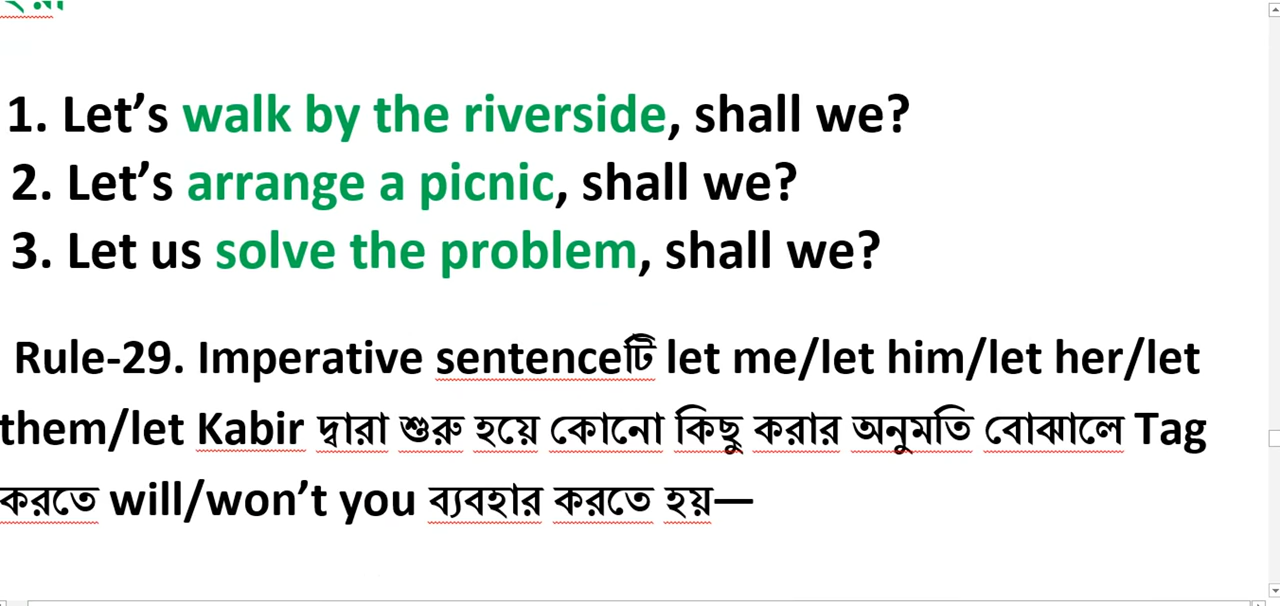 1. Let’s walk by the riverside, shall we?
2. Let’s arrange a picnic, shall we?
3. Let us solve the problem, shall we?
Rule-29. Imperative sentenceটি let me/let him/let her/let
them/let Kabir দ্বারা শুরু হয়ে কোনো কিছু করার অনুমতি বোঝালে Tag
করতে will/won’t you ব্যবহার করতে হয়—